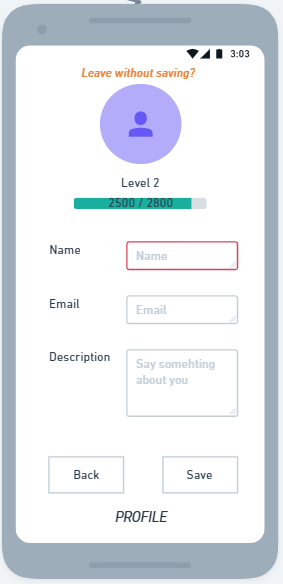 3:03
Leave without saving?
Level 2
2500 / 2800
Name
Name
Email
Email
Description
Say somehting
about you
Back
Save
PROFILE